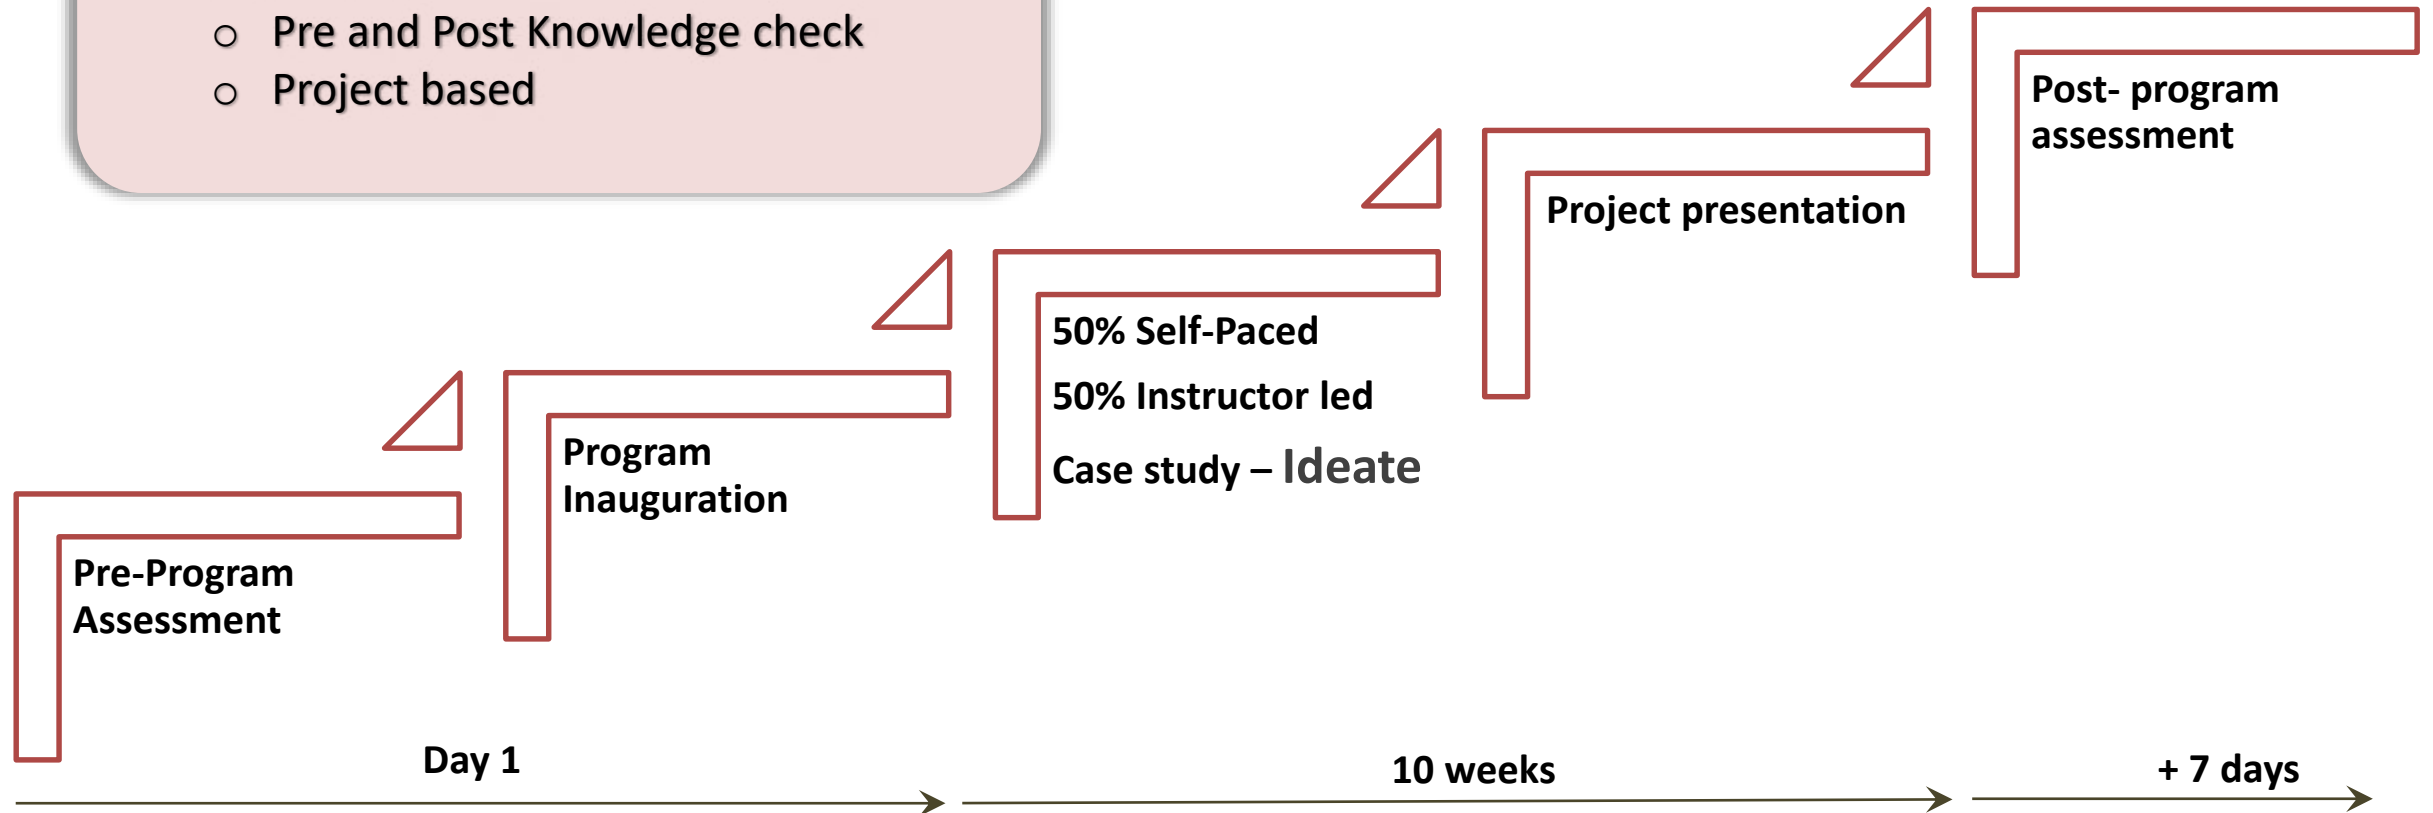 ○ Pre and Post Knowledge check
○ Project based
Post- program
assessment
Project presentation
50% Self-Paced
50% Instructor led
Case study – Ideate
Program
Inauguration
Pre-Program
Assessment
Day 1
10 weeks
+ 7 days